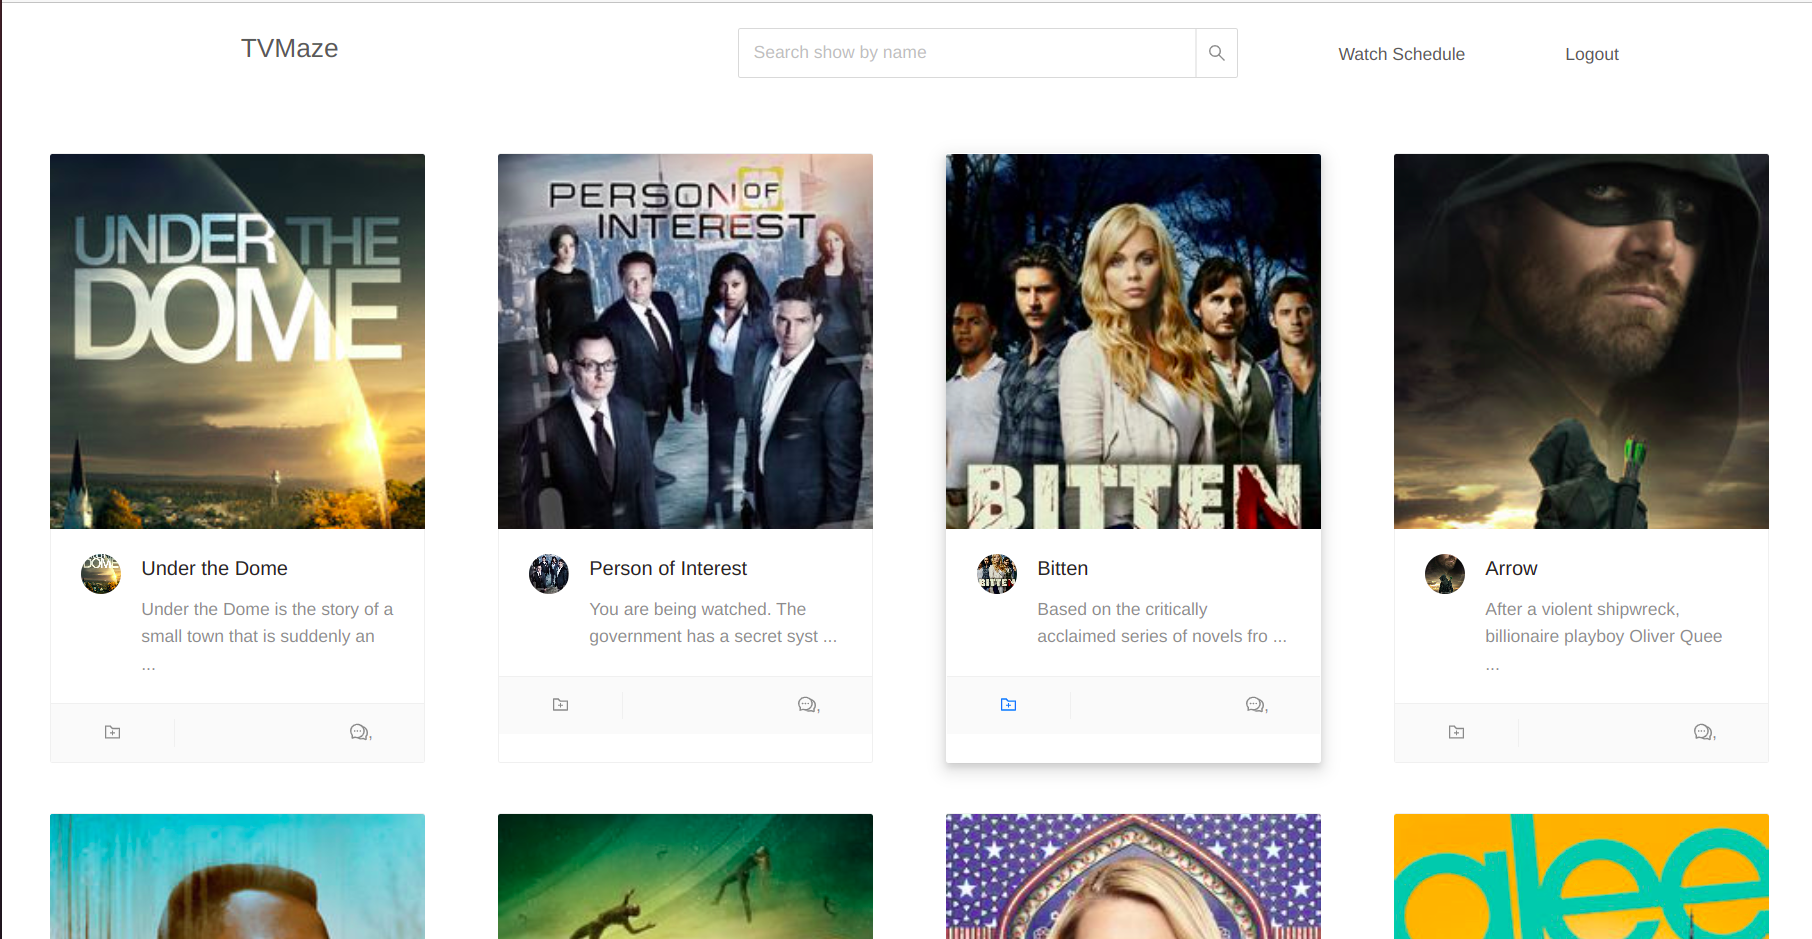 TVMaze
Search show by name
Watch Schedule
Logout
UNDER THE
DOME
PERSON OF
INTEREST
BITTEN
Under the Dome
Under the Dome is the story of a
small town that is suddenly an
...
Person of Interest
You are being watched. The
government has a secret syst ...
Bitten
Based on the critically
acclaimed series of novels fro ...
Arrow
After a violent shipwreck,
billionaire playboy Oliver Quee
...
glee